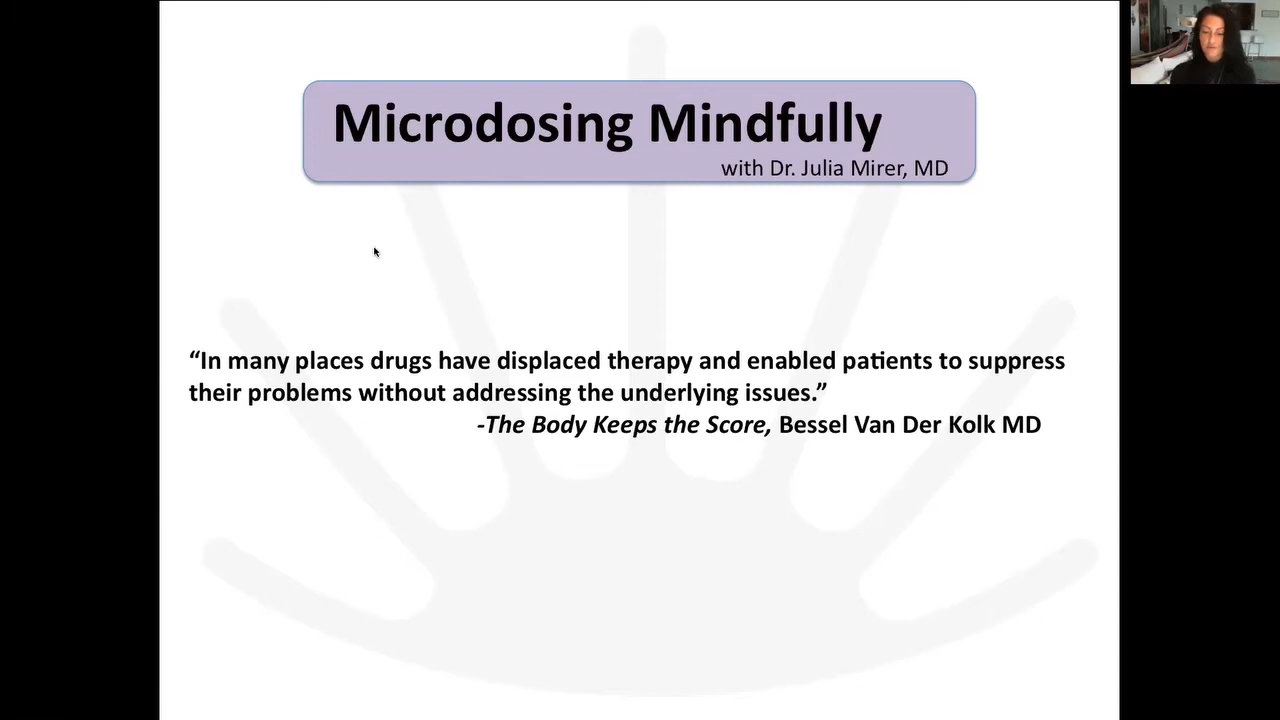 Microdosing Mindfully
with Dr. Julia Mirer, MD
“In many places drugs have displaced therapy and enabled patients to suppress
their problems without addressing the underlying issues.”
-The Body Keeps the Score, Bessel Van Der Kolk MD